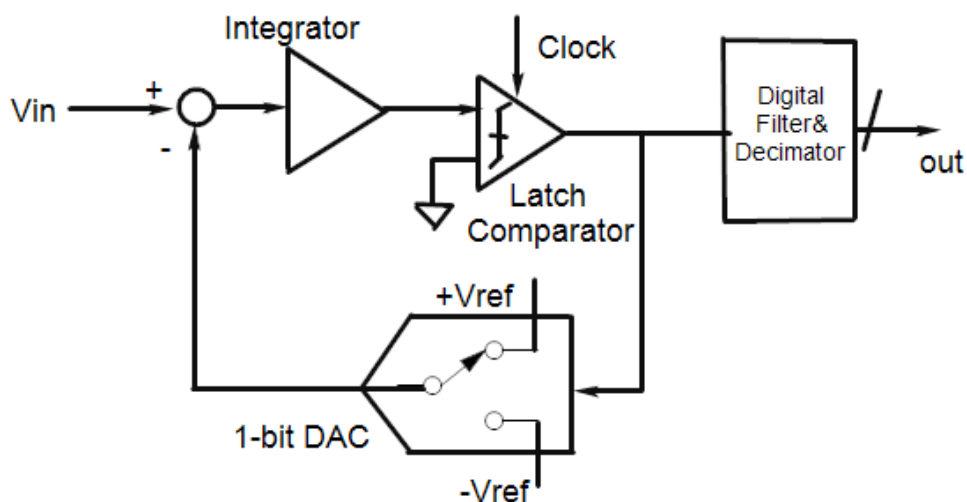 Integrator
Clock
Vin
+
-
Digital
Filter&
Decimator
out
Latch
Comparator
+Vref
1-bit DAC
-Vref